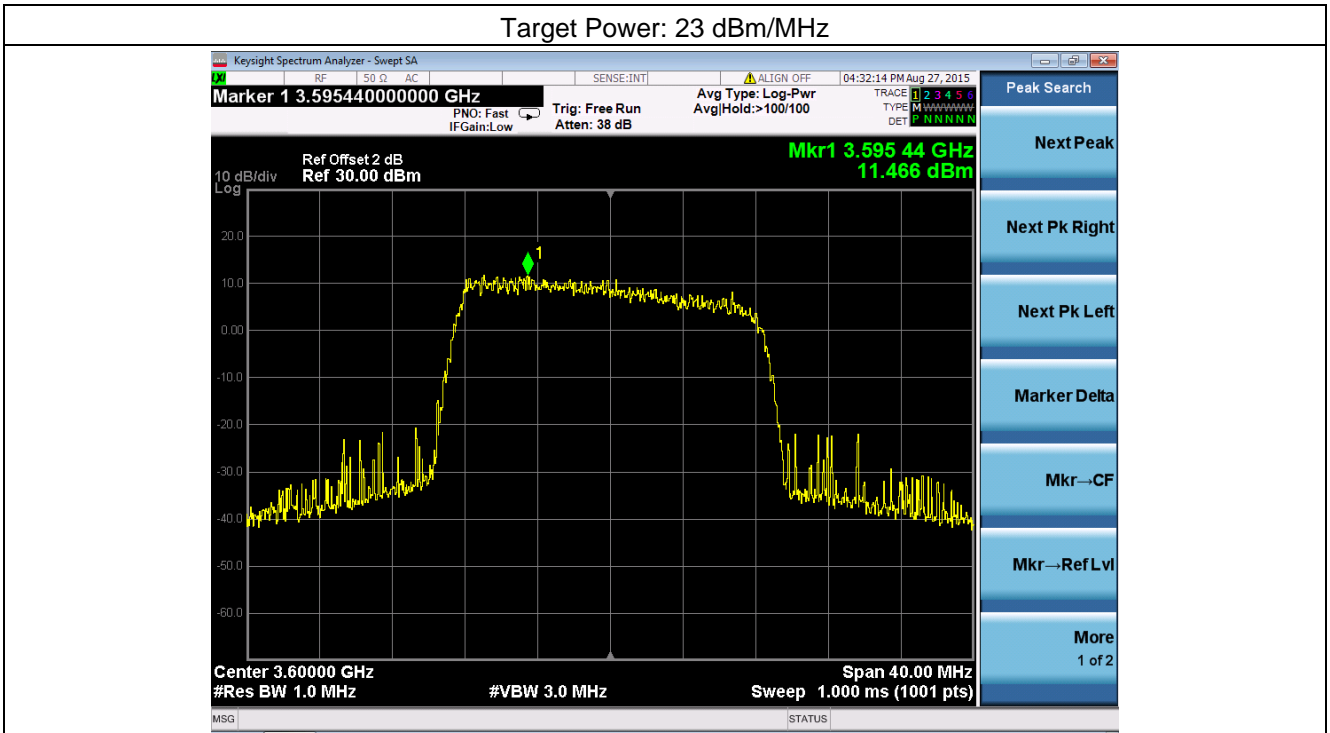 Target Power: 23 dBm/MHz
Keysight Spectrum Analyzer - Swept SA
LXI RF 50 Ω AC SENSE:INT ALIGN OFF 04:32:14 PM Aug 27, 2015
Marker 1 3.595440000000 GHz
PNO: Fast
IFGain:Low
Trig: Free Run
Atten: 38 dB
Avg Type: Log-Pwr
Avg|Hold:>100/100
TRACE 1 2 3 4 5 6
TYPE M WWWWW
DET P N N N N N
Mkr1 3.595 44 GHz
11.466 dBm
Ref Offset 2 dB
10 dB/div Ref 30.00 dBm
Log
1
20.0
10.0
0.00
-10.0
-20.0
-30.0
-40.0
-50.0
-60.0
Center 3.60000 GHz Span 40.00 MHz
#Res BW 1.0 MHz #VBW 3.0 MHz Sweep 1.000 ms (1001 pts)
MSG STATUS
Peak Search
Next Peak
Next Pk Right
Next Pk Left
Marker Delta
Mkr→CF
Mkr→Ref Lvl
More
1 of 2